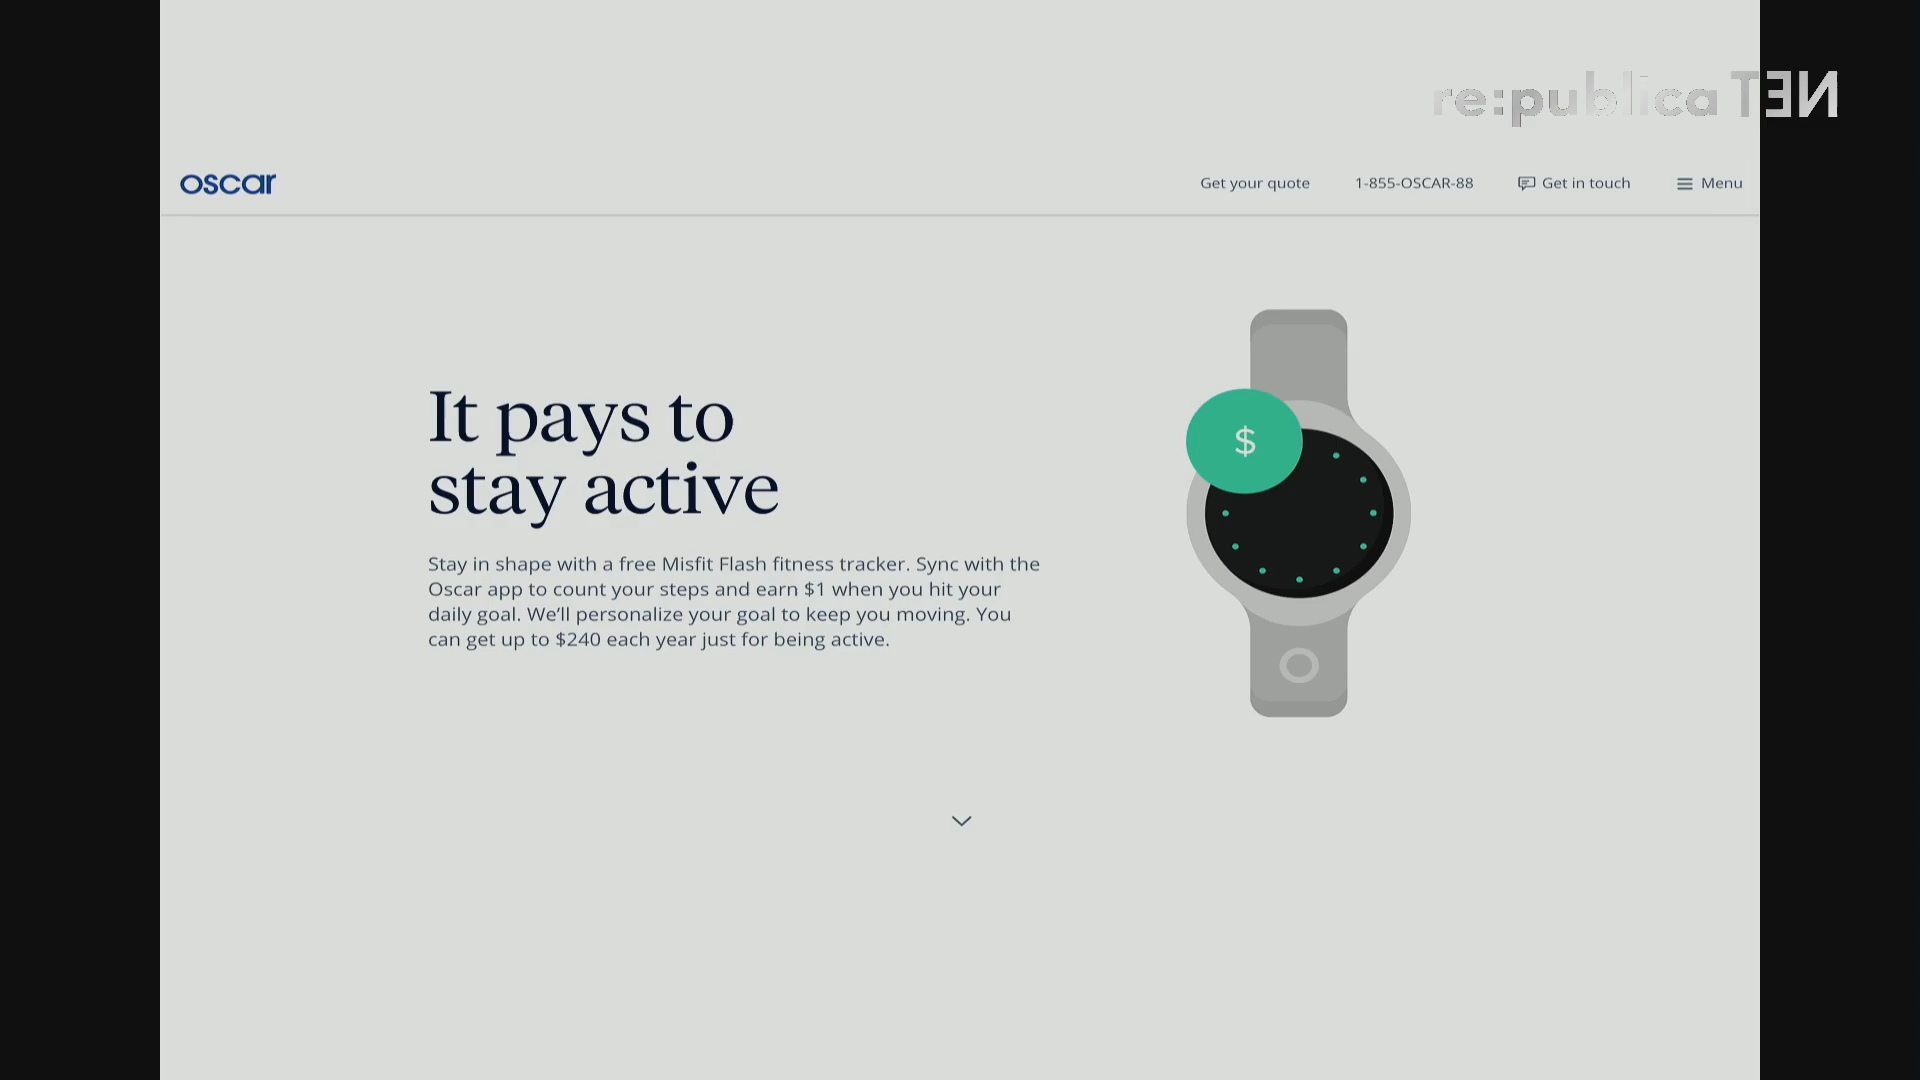 re:publica TEN
oscar
Get your quote
1-855-OSCAR-88
Get in touch
Menu
It pays to
stay active
$
Stay in shape with a free Misfit Flash fitness tracker. Sync with the
Oscar app to count your steps and earn $1 when you hit your
daily goal. We’ll personalize your goal to keep you moving. You
can get up to $240 each year just for being active.